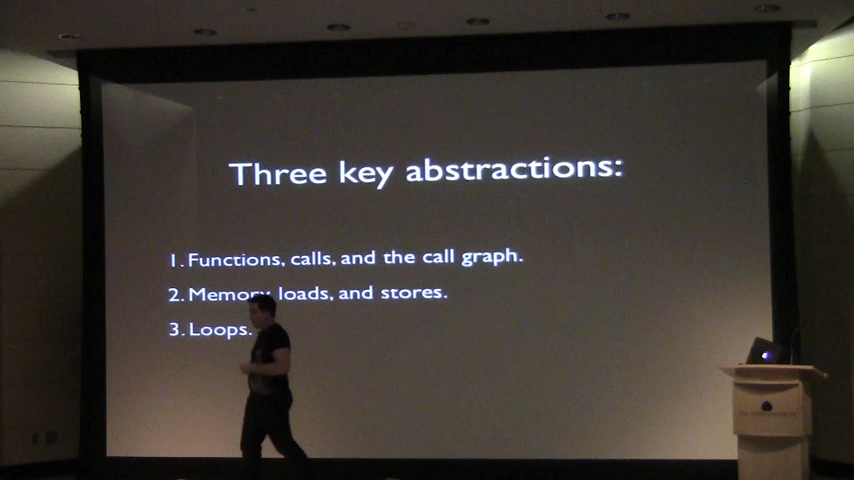 Three key abstractions:
1. Functions, calls, and the call graph.
2. Memory, loads, and stores.
3. Loops.